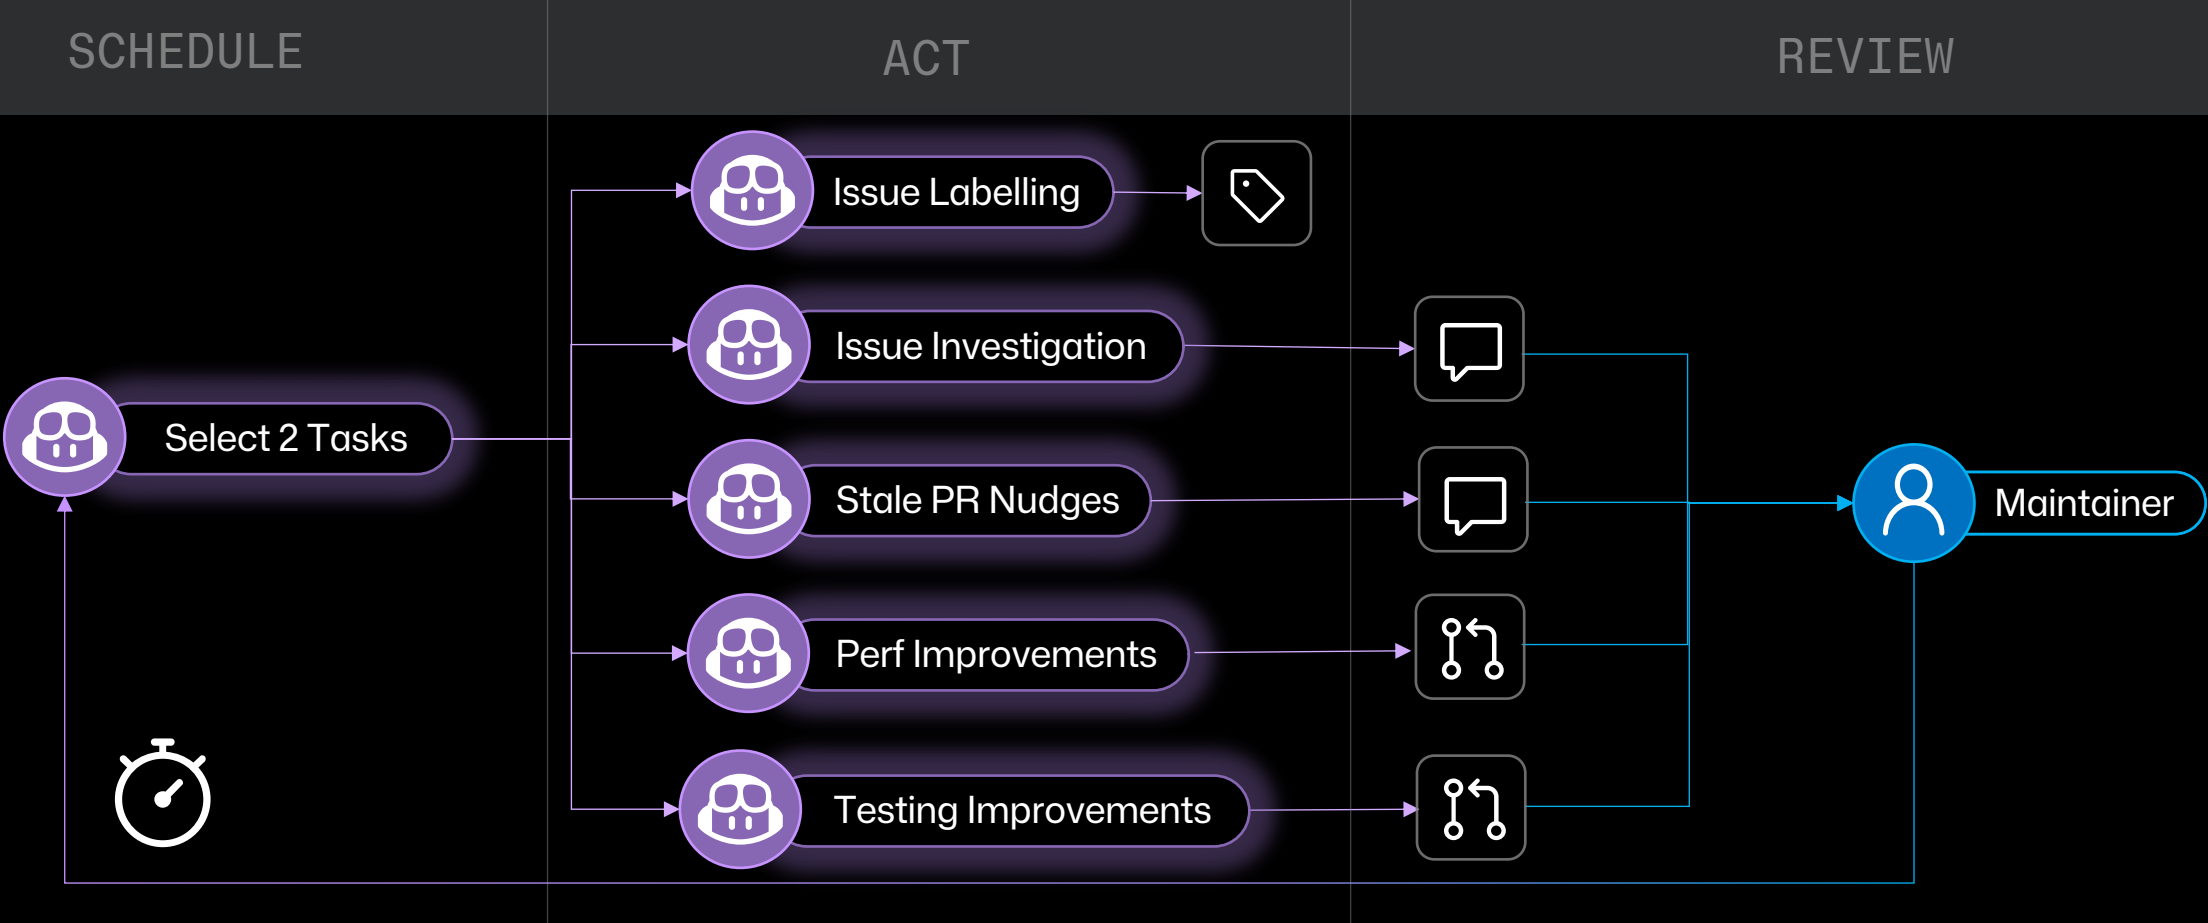 SCHEDULE
ACT
REVIEW
Issue Labelling
Issue Investigation
Select 2 Tasks
Stale PR Nudges
Maintainer
Perf Improvements
Testing Improvements